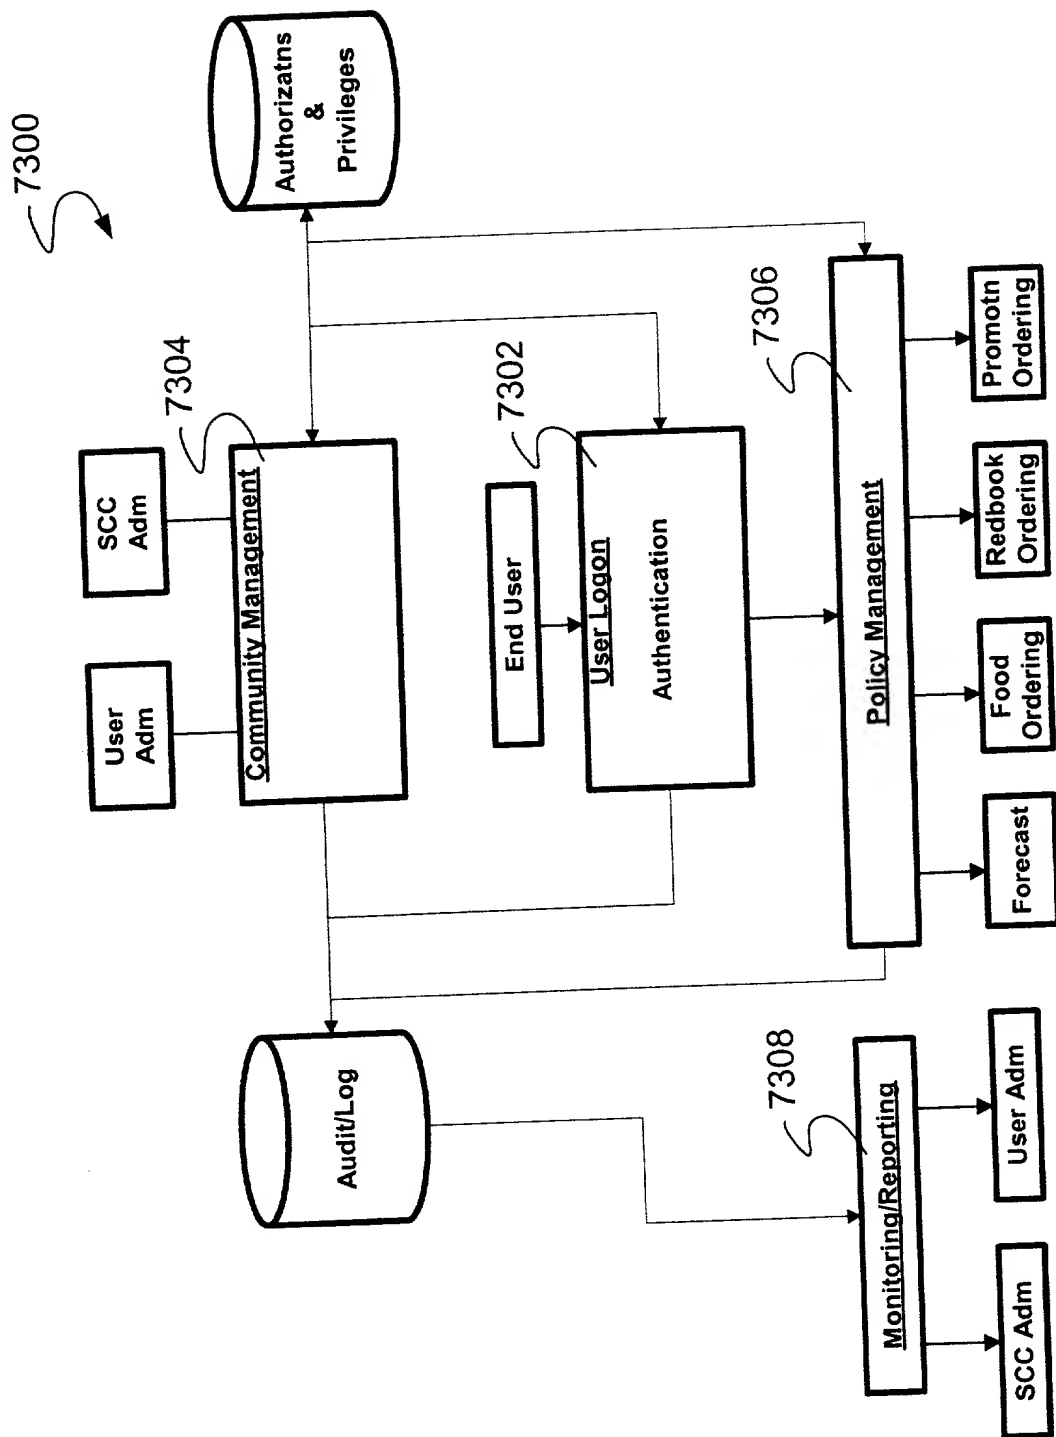 7300
User
Adm
SCC
Adm
7304
Community Management
Authorizatns
&
Privileges
Audit/Log
End User
7302
User Logon
Authentication
7306
Policy Management
7308
Monitoring/Reporting
Forecast
Food
Ordering
Redbook
Ordering
Promotn
Ordering
SCC Adm
User Adm